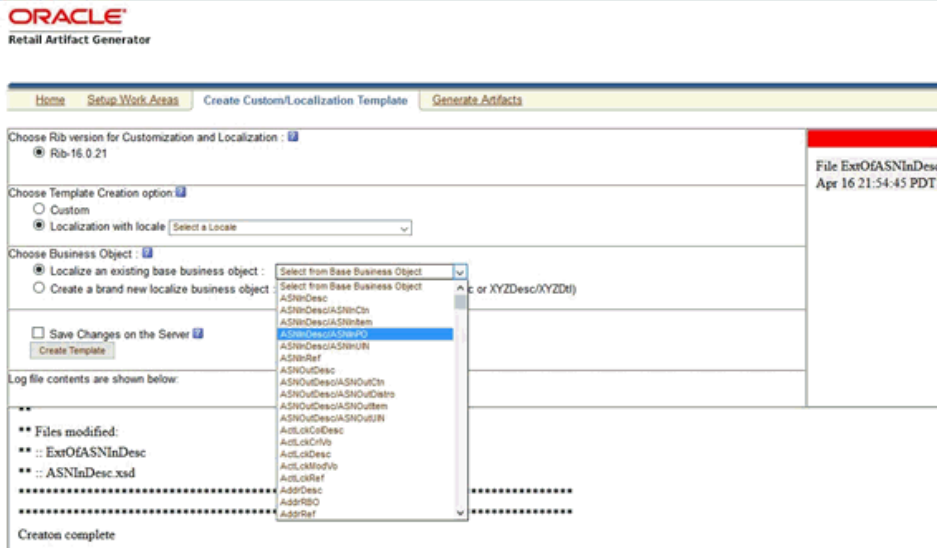 ORACLE
Retail Artifact Generator
Home Setup Work Areas Create Custom/Localization Template Generate Artifacts
Choose Rib version for Customization and Localization :
Rib-16.0.21
File ExtOfASNInDesc
Apr 16 21:54:45 PDT
Choose Template Creation option:
Custom
Localization with locale Select a Locale
Choose Business Object :
Localize an existing base business object : Select from Base Business Object
Create a brand new localize business object : c or XYZDesc/XYZDtl)
Select from Base Business Object
ASNInDesc
ASNInDesc/ASNInCtn
ASNInDesc/ASNInItem
ASNInDesc/ASNInPO
ASNInDesc/ASNInUIN
ASNInRef
ASNOutDesc
ASNOutDesc/ASNOutCtn
ASNOutDesc/ASNOutDistro
ASNOutDesc/ASNOutItem
ASNOutDesc/ASNOutUIN
ActLckColDesc
ActLckCrlVo
ActLckDesc
ActLckModVo
ActLckRef
AddrDesc
AddrRBO
AddrRef
Save Changes on the Server
Create Template
Log file contents are shown below:
**
** Files modified:
** :: ExtOfASNInDesc
** :: ASNInDesc.xsd
Creaton complete